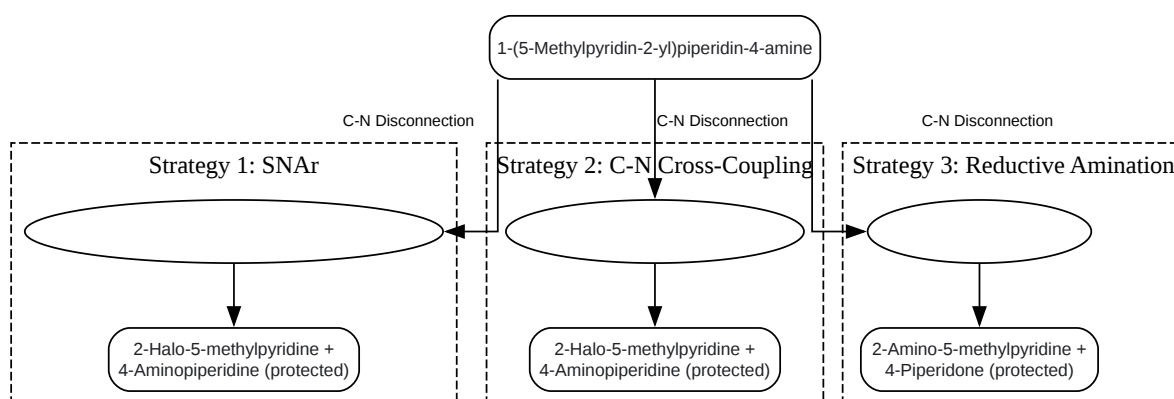 1-(5-Methylpyridin-2-yl)piperidin-4-amine
C-N Disconnection
C-N Disconnection
C-N Disconnection
Strategy 1: SNAr
Strategy 2: C-N Cross-Coupling
Strategy 3: Reductive Amination
2-Halo-5-methylpyridine +
4-Aminopiperidine (protected)
2-Halo-5-methylpyridine +
4-Aminopiperidine (protected)
2-Amino-5-methylpyridine +
4-Piperidone (protected)